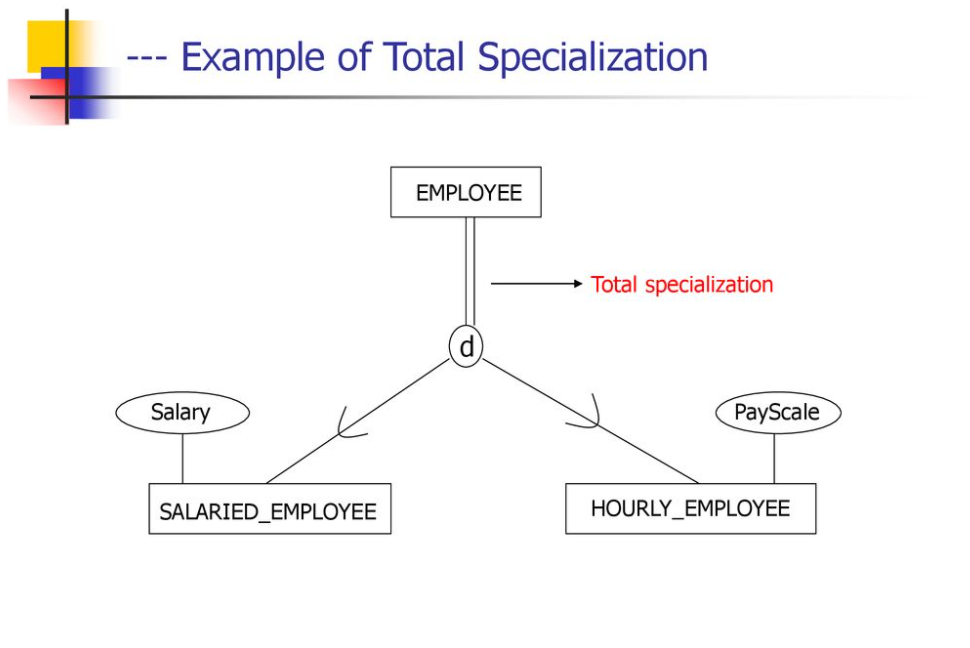 --- Example of Total Specialization
EMPLOYEE
Total specialization
d
Salary
PayScale
SALARIED_EMPLOYEE
HOURLY_EMPLOYEE